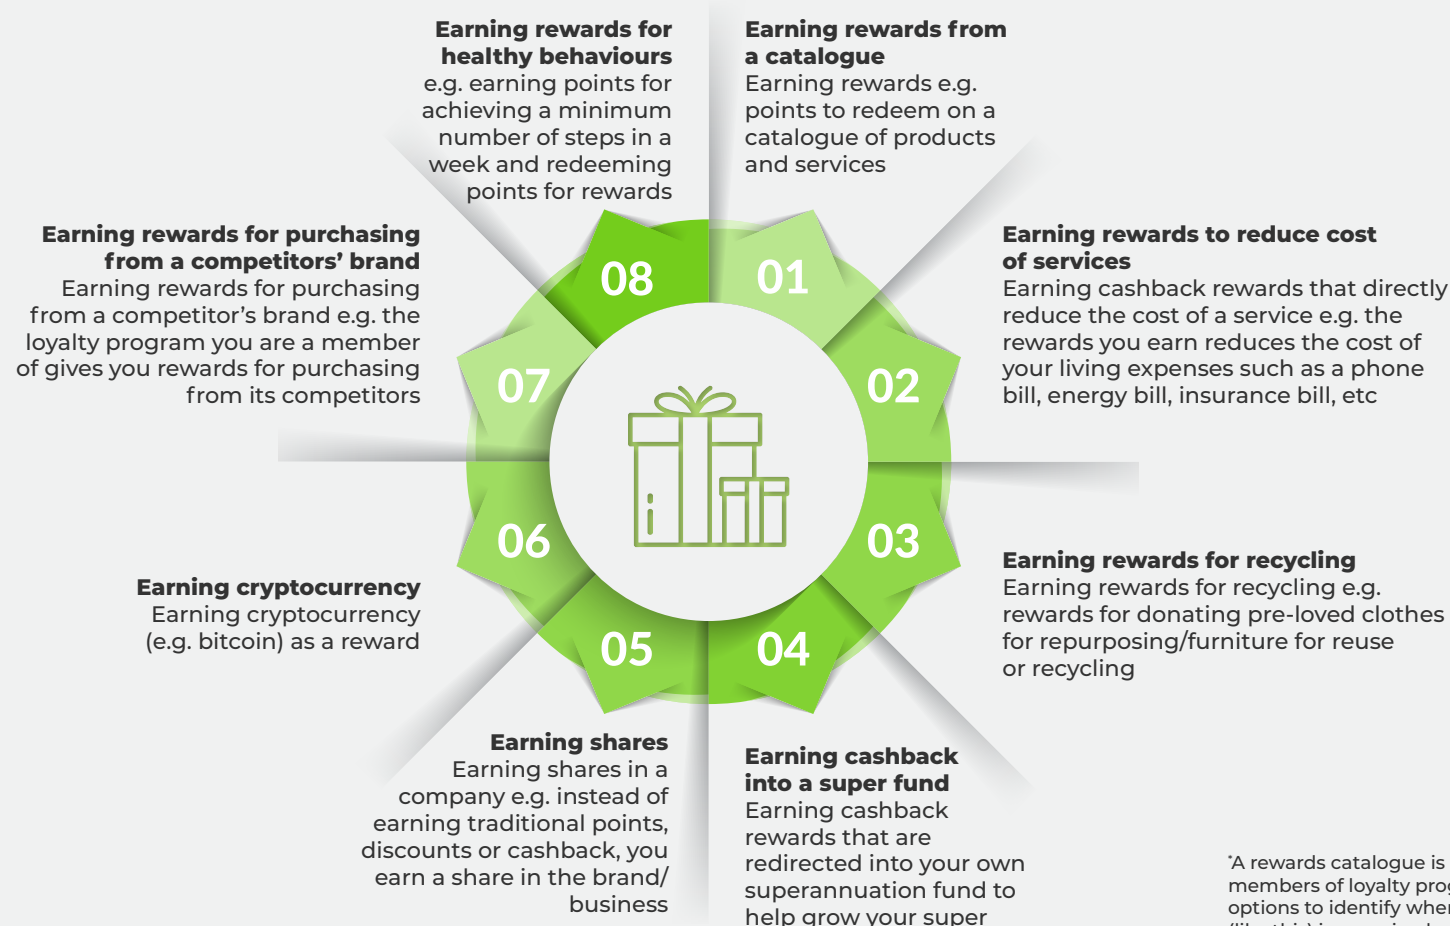 Earning rewards for
healthy behaviours
e.g. earning points for
achieving a minimum
number of steps in a
week and redeeming
points for rewards
Earning rewards from
a catalogue
Earning rewards e.g.
points to redeem on a
catalogue of products
and services
Earning rewards for purchasing
from a competitors’ brand
Earning rewards for purchasing
from a competitor’s brand e.g. the
loyalty program you are a member
of gives you rewards for purchasing
from its competitors
Earning rewards to reduce cost
of services
Earning cashback rewards that directly
reduce the cost of a service e.g. the
rewards you earn reduces the cost of
your living expenses such as a phone
bill, energy bill, insurance bill, etc
08
01
07
02
06
03
05
04
Earning cryptocurrency
Earning cryptocurrency
(e.g. bitcoin) as a reward
Earning rewards for recycling
Earning rewards for recycling e.g.
rewards for donating pre-loved clothes
for repurposing/furniture for reuse
or recycling
Earning shares
Earning shares in a
company e.g. instead of
earning traditional points,
discounts or cashback, you
earn a share in the brand/
business
Earning cashback
into a super fund
Earning cashback
rewards that are
redirected into your own
superannuation fund to
help grow your super
*A rewards catalogue is
members of loyalty
options to identify